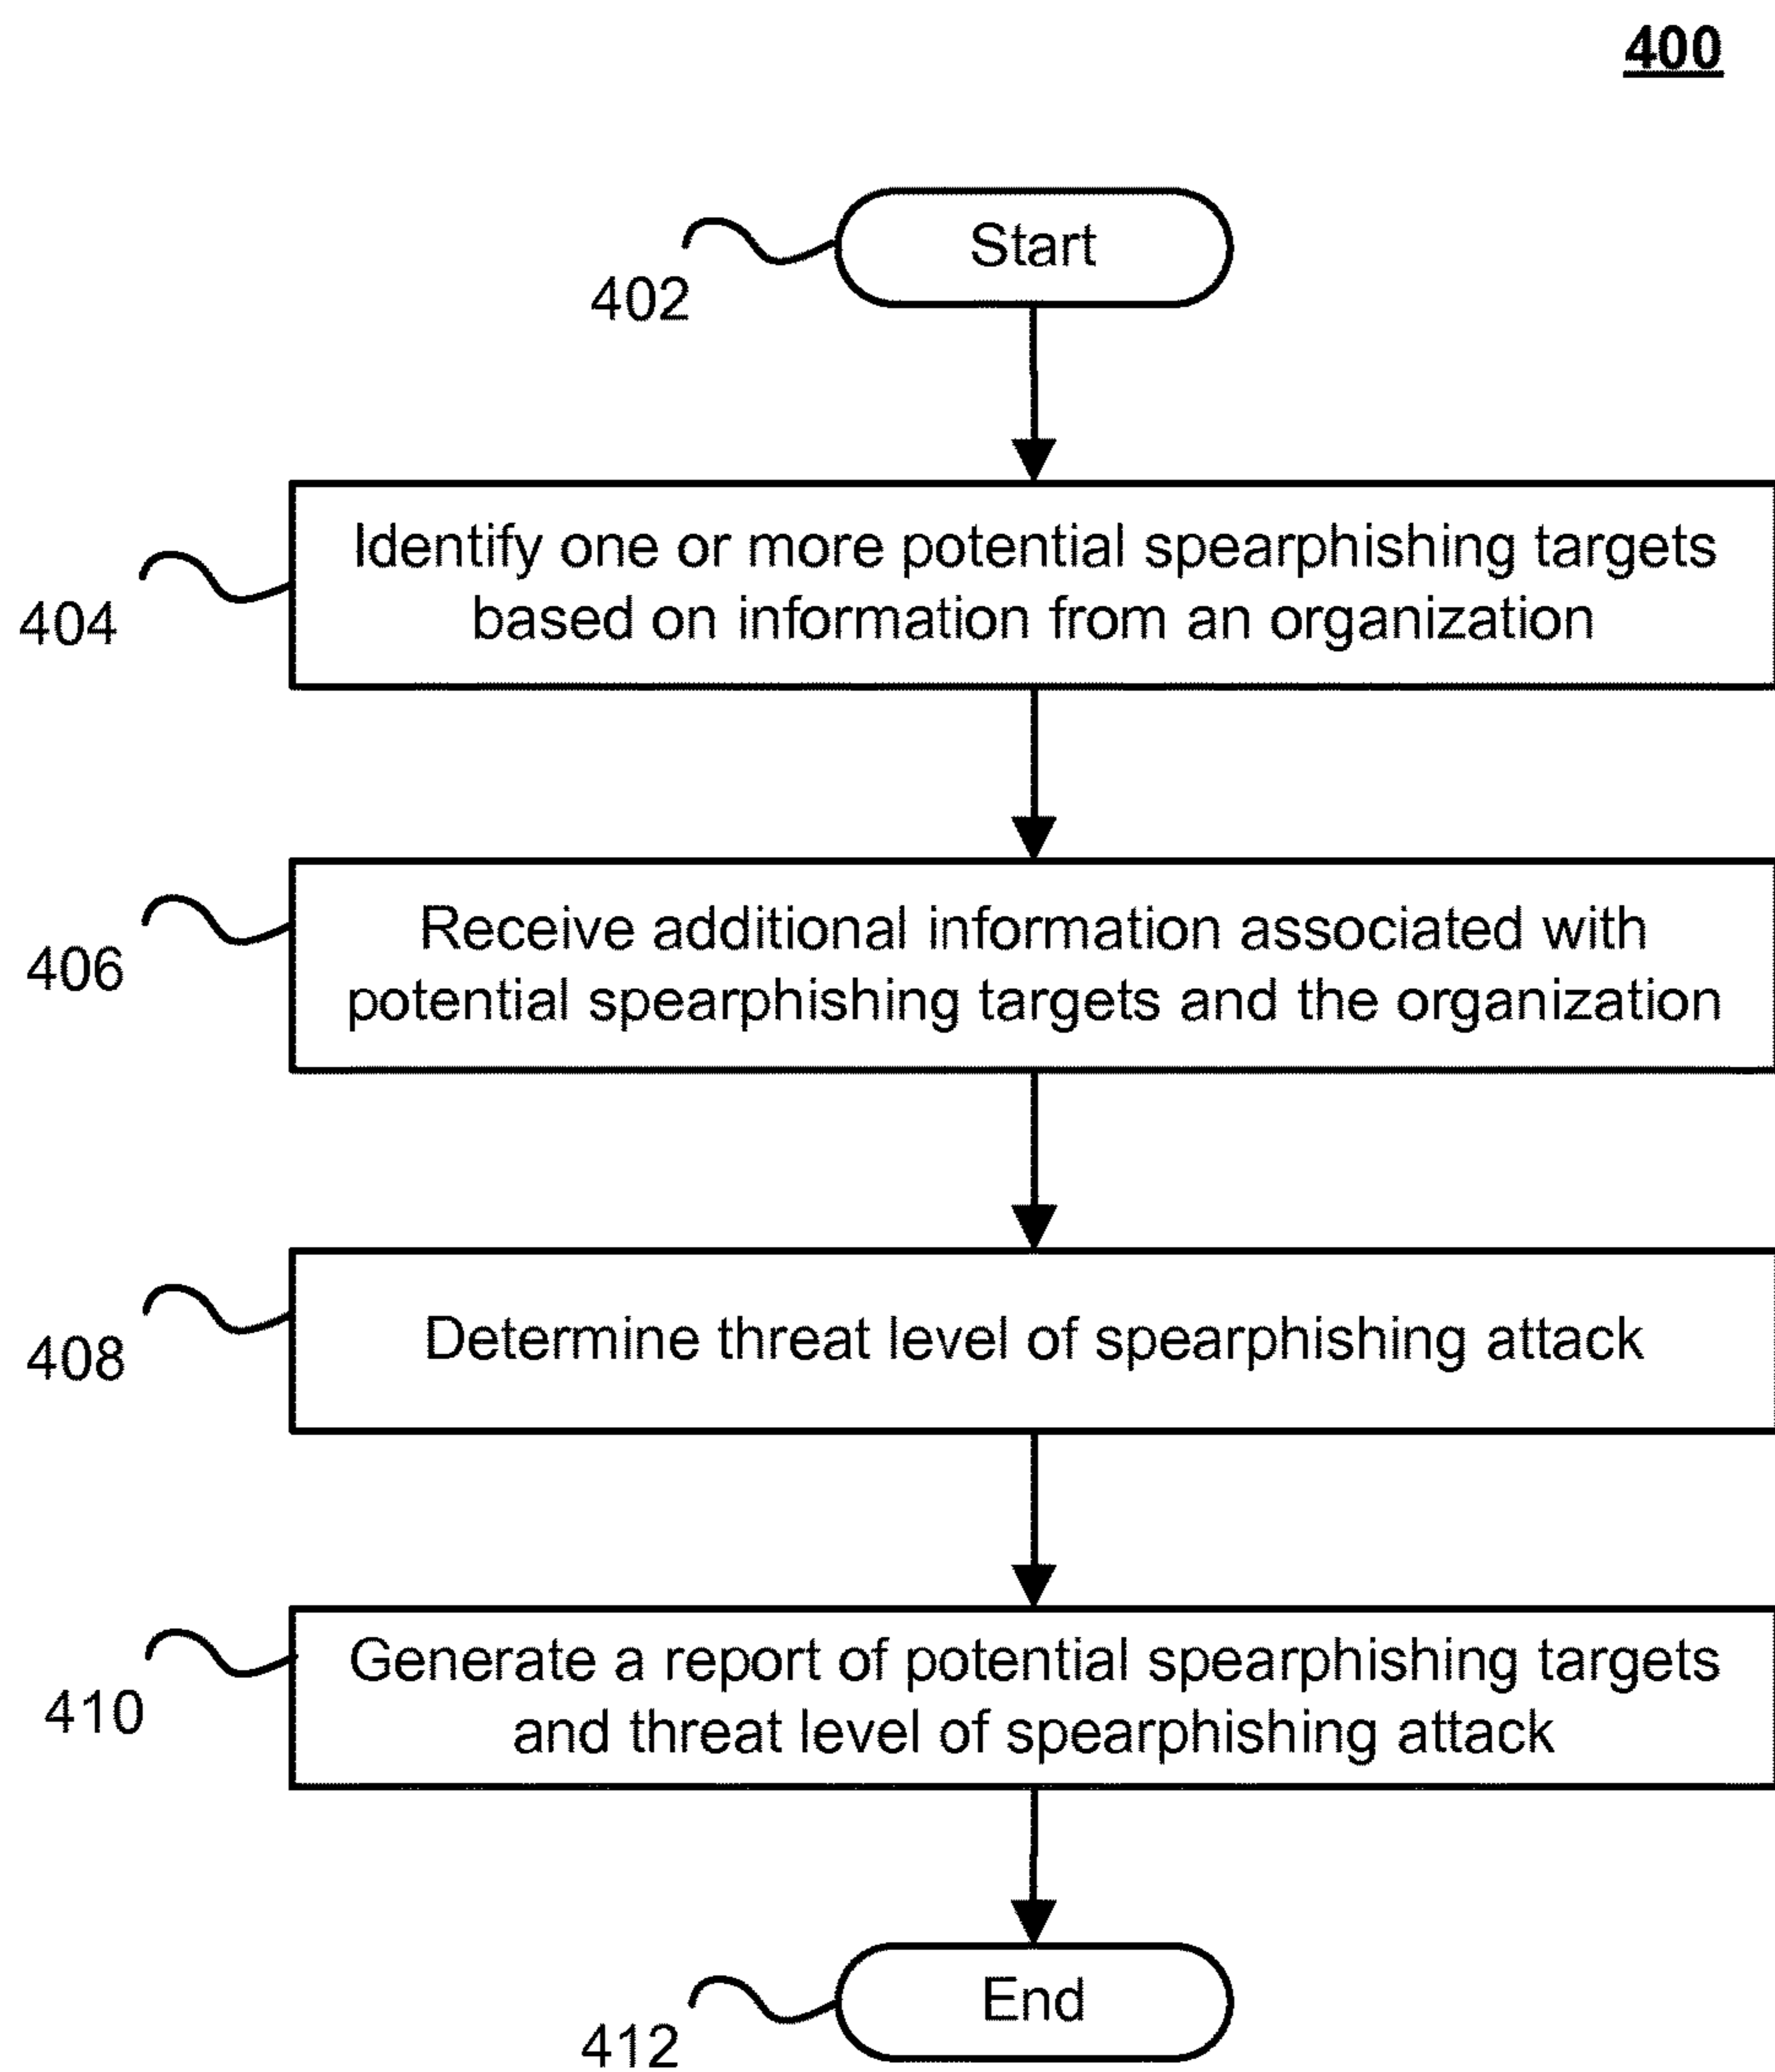 400
Start
402
Identify one or more potential spearphishing targets
based on information from an organization
404
Receive additional information associated with
potential spearphishing targets and the organization
406
Determine threat level of spearphishing attack
408
Generate a report of potential spearphishing targets
and threat level of spearphishing attack
410
End
412